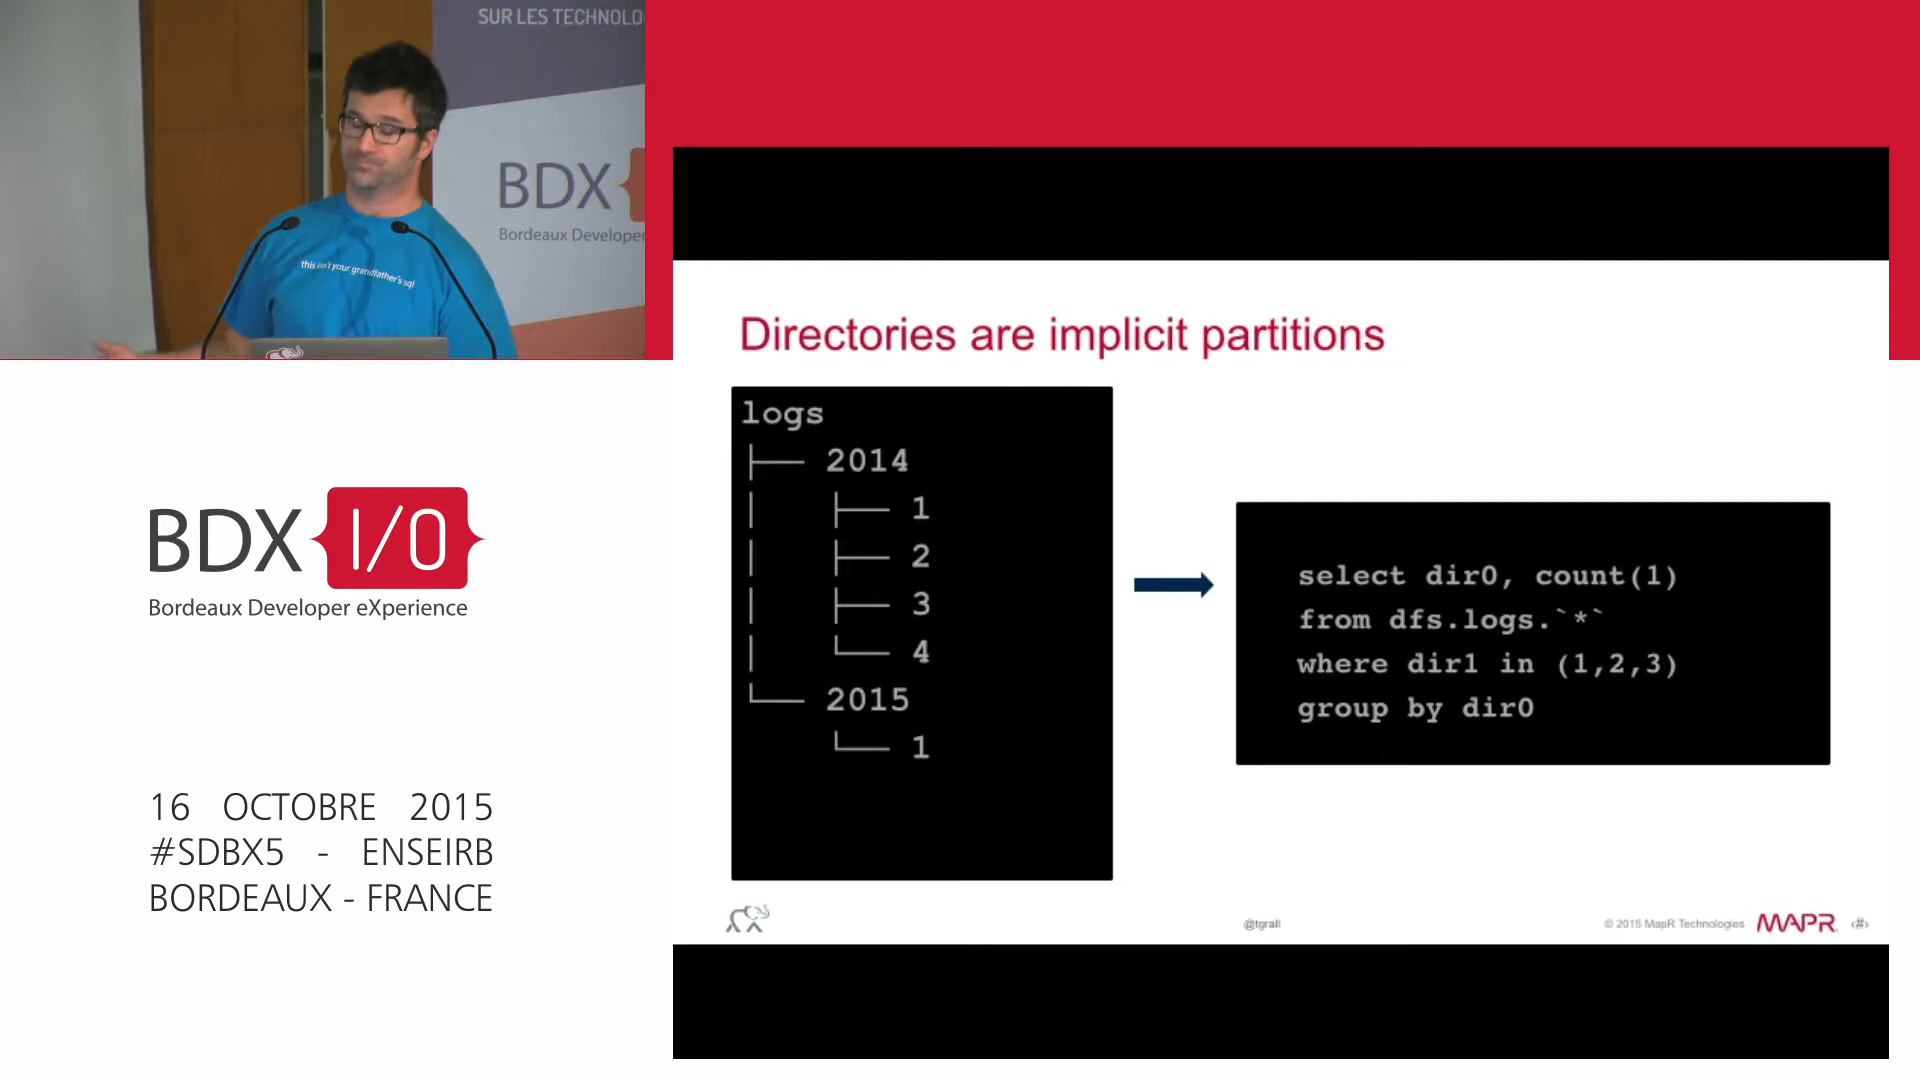 SUR LES TECHNOLO
BDX
Bordeaux Developer
this isn't your grandfather's sql
BDX I/O
Bordeaux Developer eXperience
16 OCTOBRE 2015
#SDBX5 - ENSEIRB
BORDEAUX - FRANCE
Directories are implicit partitions
logs
├── 2014
│   ├── 1
│   ├── 2
│   ├── 3
│   └── 4
└── 2015
    └── 1
select dir0, count(1)
from dfs.logs.`*`
where dir1 in (1,2,3)
group by dir0
@tgrall
© 2015 MapR Technologies MAPR ‹#›